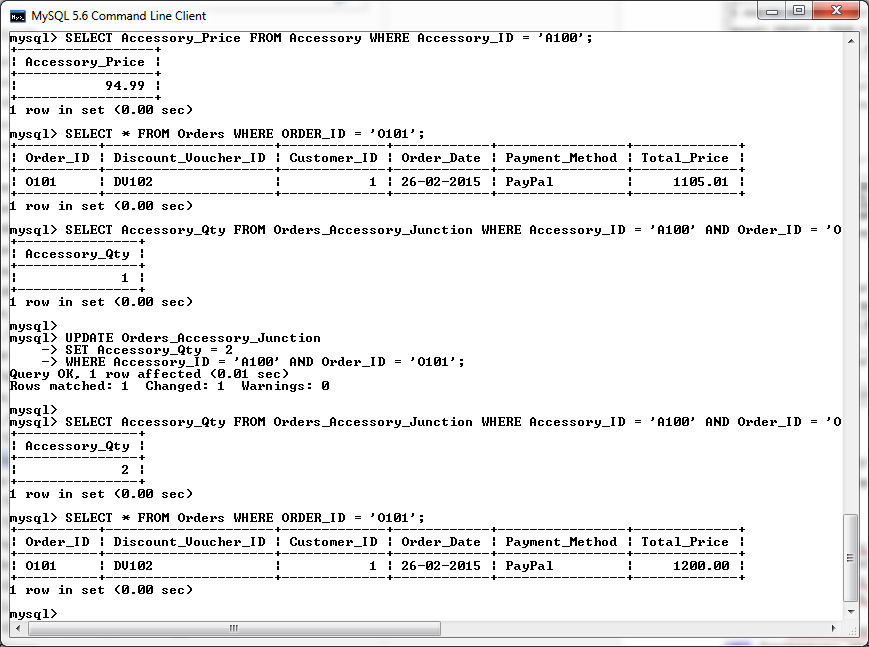 MySQL 5.6 Command Line Client
mysql> SELECT Accessory_Price FROM Accessory WHERE Accessory_ID = 'A100';
+-----------------+
| Accessory_Price |
+-----------------+
|           94.99 |
+-----------------+
1 row in set (0.00 sec)
mysql> SELECT * FROM Orders WHERE ORDER_ID = 'O101';
+----------+---------------------+-------------+------------+----------------+-------------+
| Order_ID | Discount_Voucher_ID | Customer_ID | Order_Date | Payment_Method | Total_Price |
+----------+---------------------+-------------+------------+----------------+-------------+
| O101     | DV102               |           1 | 26-02-2015 | PayPal         |     1105.01 |
+----------+---------------------+-------------+------------+----------------+-------------+
1 row in set (0.00 sec)
mysql> SELECT Accessory_Qty FROM Orders_Accessory_Junction WHERE Accessory_ID = 'A100' AND Order_ID = 'O
+---------------+
| Accessory_Qty |
+---------------+
|             1 |
+---------------+
1 row in set (0.00 sec)
mysql>
mysql> UPDATE Orders_Accessory_Junction
    -> SET Accessory_Qty = 2
    -> WHERE Accessory_ID = 'A100' AND Order_ID = 'O101';
Query OK, 1 row affected (0.01 sec)
Rows matched: 1  Changed: 1  Warnings: 0
mysql>
mysql> SELECT Accessory_Qty FROM Orders_Accessory_Junction WHERE Accessory_ID = 'A100' AND Order_ID = 'O
+---------------+
| Accessory_Qty |
+---------------+
|             2 |
+---------------+
1 row in set (0.00 sec)
mysql> SELECT * FROM Orders WHERE ORDER_ID = 'O101';
+----------+---------------------+-------------+------------+----------------+-------------+
| Order_ID | Discount_Voucher_ID | Customer_ID | Order_Date | Payment_Method | Total_Price |
+----------+---------------------+-------------+------------+----------------+-------------+
| O101     | DV102               |           1 | 26-02-2015 | PayPal         |     1200.00 |
+----------+---------------------+-------------+------------+----------------+-------------+
1 row in set (0.00 sec)
mysql>